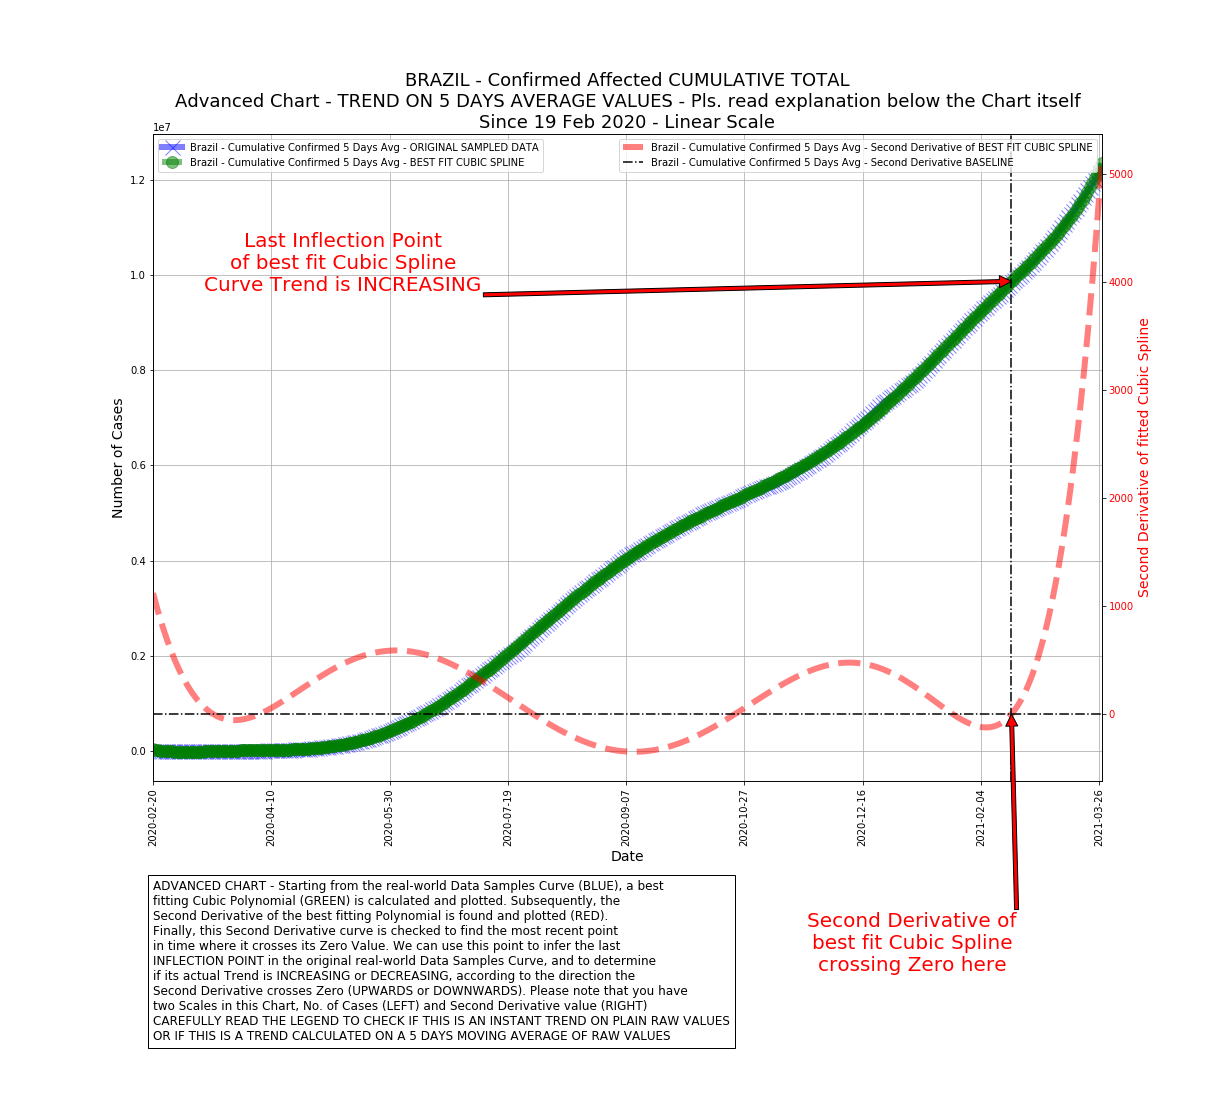 BRAZIL - Confirmed Affected CUMULATIVE TOTAL
Advanced Chart - TREND ON 5 DAYS AVERAGE VALUES - Pls. read explanation below the Chart itself
Since 19 Feb 2020 - Linear Scale
1e7
Brazil - Cumulative Confirmed 5 Days Avg - ORIGINAL SAMPLED DATA
Brazil - Cumulative Confirmed 5 Days Avg - BEST FIT CUBIC SPLINE
Brazil - Cumulative Confirmed 5 Days Avg - Second Derivative of BEST FIT CUBIC SPLINE
Brazil - Cumulative Confirmed 5 Days Avg - Second Derivative BASELINE
Last Inflection Point
of best fit Cubic Spline
Curve Trend is INCREASING
Number of Cases
1.2
1.0
0.8
0.6
0.4
0.2
0.0
5000
4000
3000
2000
1000
0
Second Derivative of fitted Cubic Spline
2020-02-20
2020-04-10
2020-05-30
2020-07-19
2020-09-07
2020-10-27
2020-12-16
2021-02-04
2021-03-26
Date
ADVANCED CHART - Starting from the real-world Data Samples Curve (BLUE), a best
fitting Cubic Polynomial (GREEN) is calculated and plotted. Subsequently, the
Second Derivative of the best fitting Polynomial is found and plotted (RED).
Finally, this Second Derivative curve is checked to find the most recent point
in time where it crosses its Zero Value. We can use this point to infer the last
INFLECTION POINT in the original real-world Data Samples Curve, and to determine
if its actual Trend is INCREASING or DECREASING, according to the direction the
Second Derivative crosses Zero (UPWARDS or DOWNWARDS). Please note that you have
two Scales in this Chart, No. of Cases (LEFT) and Second Derivative value (RIGHT)
CAREFULLY READ THE LEGEND TO CHECK IF THIS IS AN INSTANT TREND ON PLAIN RAW VALUES
OR IF THIS IS A TREND CALCULATED ON A 5 DAYS MOVING AVERAGE OF RAW VALUES
Second Derivative of
best fit Cubic Spline
crossing Zero here